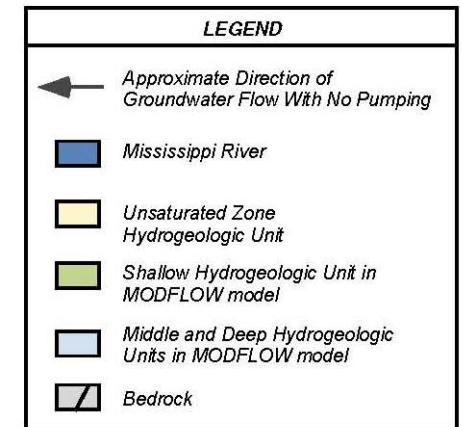 LEGEND
Approximate Direction of
Groundwater Flow With No Pumping
Mississippi River
Unsaturated Zone
Hydrogeologic Unit
Shallow Hydrogeologic Unit in
MODFLOW model
Middle and Deep Hydrogeologic
Units in MODFLOW model
Bedrock